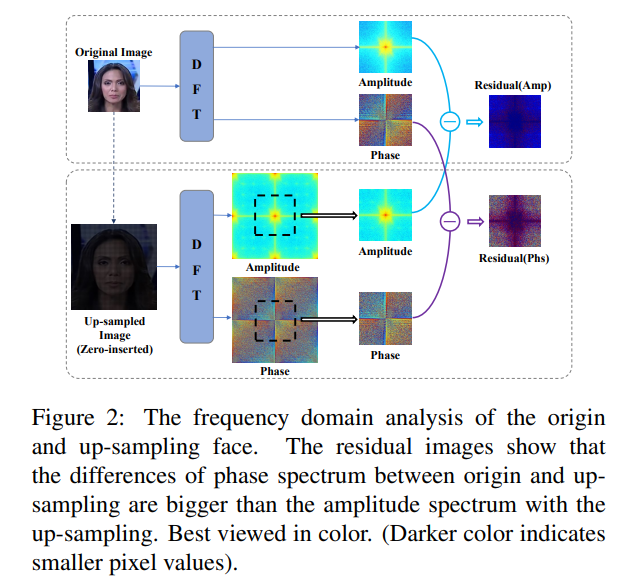 Original Image
D
F
T
Amplitude
Phase
Residual(Amp)
Up-sampled
Image
(Zero-inserted)
D
F
T
Amplitude
Phase
Amplitude
Phase
Residual(Phs)
Figure 2: The frequency domain analysis of the origin
and up-sampling face. The residual images show that
the differences of phase spectrum between origin and up-
sampling are bigger than the amplitude spectrum with the
up-sampling. Best viewed in color. (Darker color indicates
smaller pixel values).